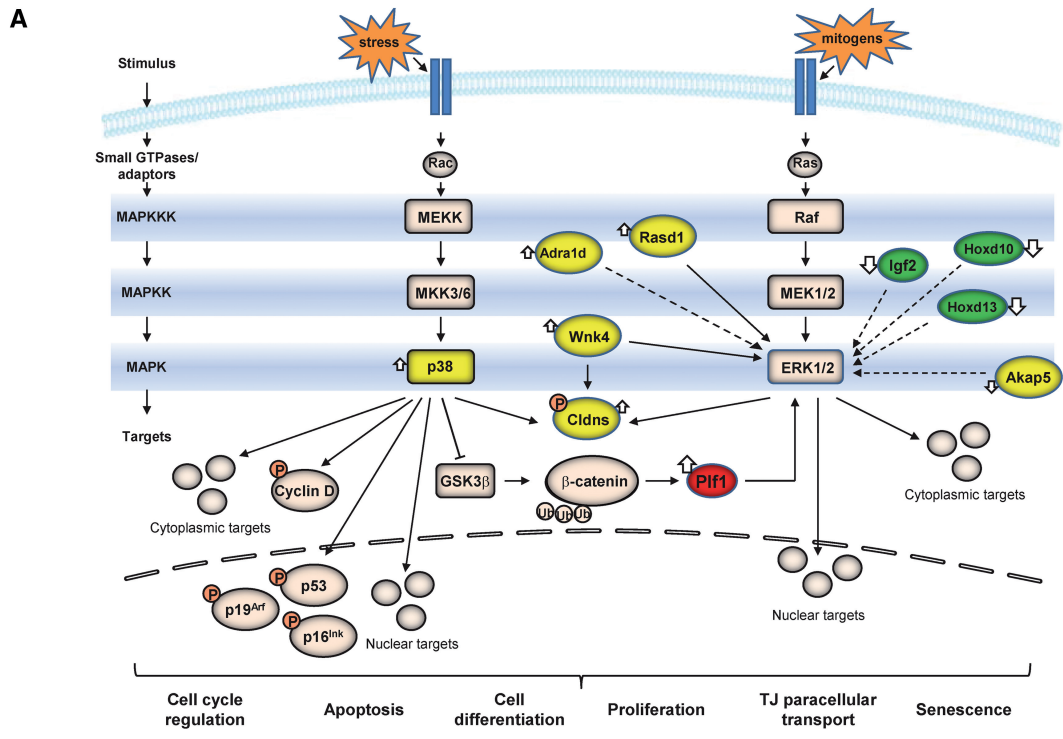 A
stress
mitogens
Stimulus
Small GTPases/
adaptors
Rac
Ras
MAPKKK
MEKK
Raf
Adra1d
Rasd1
Igf2
Hoxd10
MAPKK
MKK3/6
MEK1/2
Hoxd13
Wnk4
MAPK
p38
ERK1/2
Akap5
P
Cldns
Targets
P
Cyclin D
GSK3β
β-catenin
Plf1
Ub
Ub
Ub
Cytoplasmic targets
Cytoplasmic targets
P
p53
P
p19Arf
P
p16Ink
Nuclear targets
Nuclear targets
Cell cycle
regulation
Apoptosis
Cell
differentiation
Proliferation
TJ paracellular
transport
Senescence